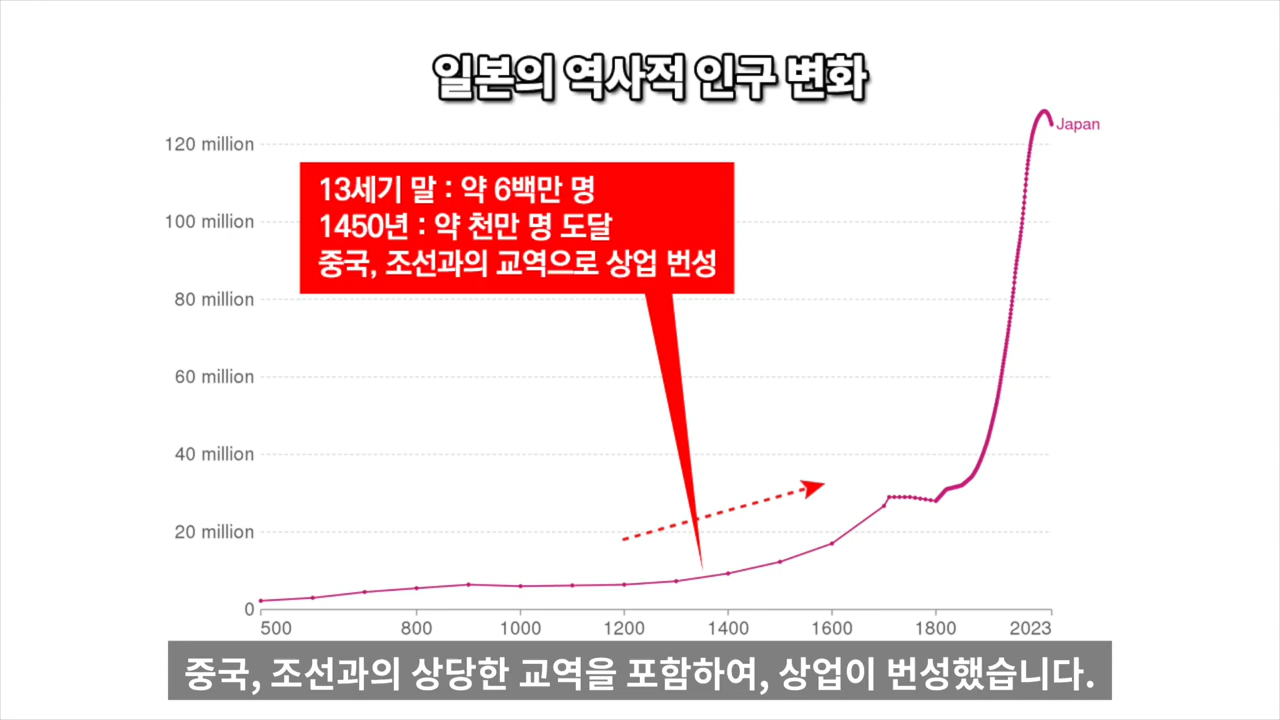 일본의 역사적 인구 변화
Japan
120 million
13세기 말 : 약 6백만 명
1450년 : 약 천만 명 도달
중국, 조선과의 교역으로 상업 번성
100 million
80 million
60 million
40 million
20 million
0
500 800 1000 1200 1400 1600 1800 2023
중국, 조선과의 상당한 교역을 포함하여, 상업이 번성했습니다.